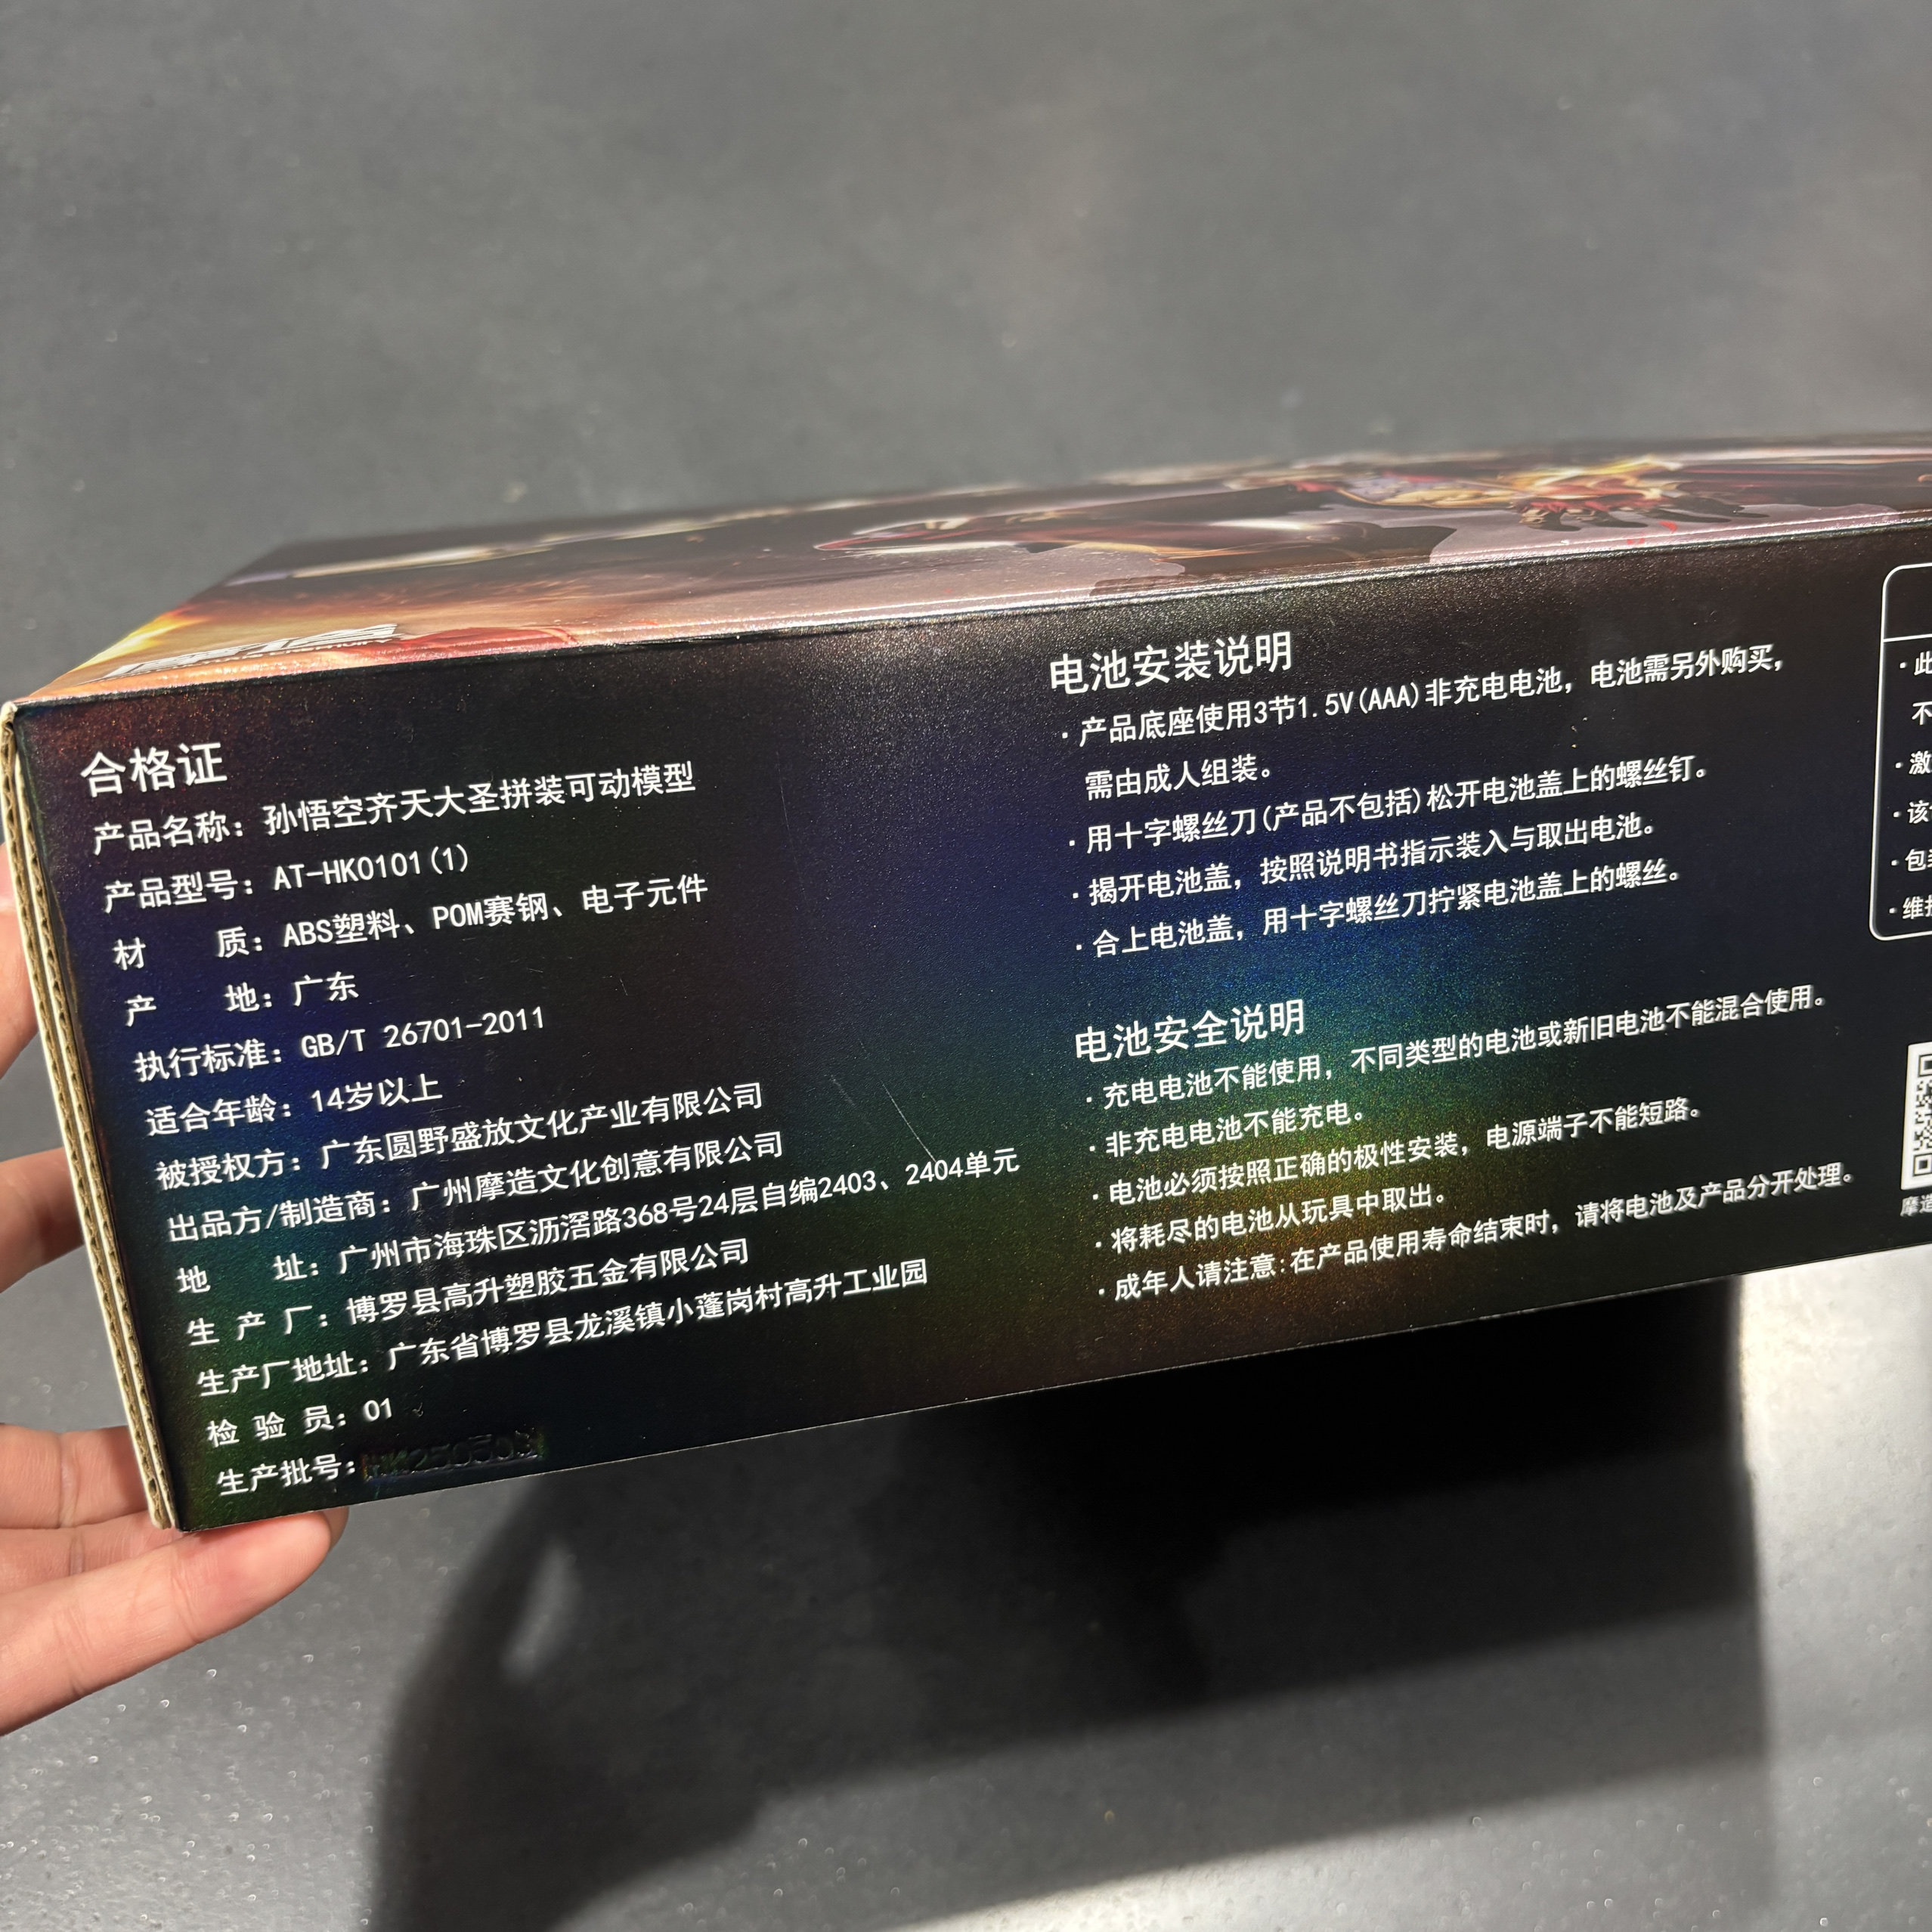 合格证
产品名称：孙悟空齐天大圣拼装可动模型
产品型号：AT-HK0101(1)
材 质：ABS塑料、POM赛钢、电子元件
产 地：广东
执行标准：GB/T 26701-2011
适合年龄：14岁以上
被授权方：广东圆野盛放文化产业有限公司
出品方/制造商：广州摩造文化创意有限公司
地 址：广州市海珠区沥滘路368号24层自编2403、2404单元
生 产 厂：博罗县高升塑胶五金有限公司
生产厂地址：广东省博罗县龙溪镇小蓬岗村高升工业园
检 验 员：01
生产批号：
电池安装说明
·产品底座使用3节1.5V(AAA)非充电电池，电池需另外购买，
需由成人组装。
·用十字螺丝刀(产品不包括)松开电池盖上的螺丝钉。
·揭开电池盖，按照说明书指示装入与取出电池。
·合上电池盖，用十字螺丝刀拧紧电池盖上的螺丝。
电池安全说明
·充电电池不能使用，不同类型的电池或新旧电池不能混合使用。
·非充电电池不能充电。
·电池必须按照正确的极性安装，电源端子不能短路。
·将耗尽的电池从玩具中取出。
·成年人请注意:在产品使用寿命结束时，请将电池及产品分开处理。
·此
不
·激
·该
·包
·维
摩造